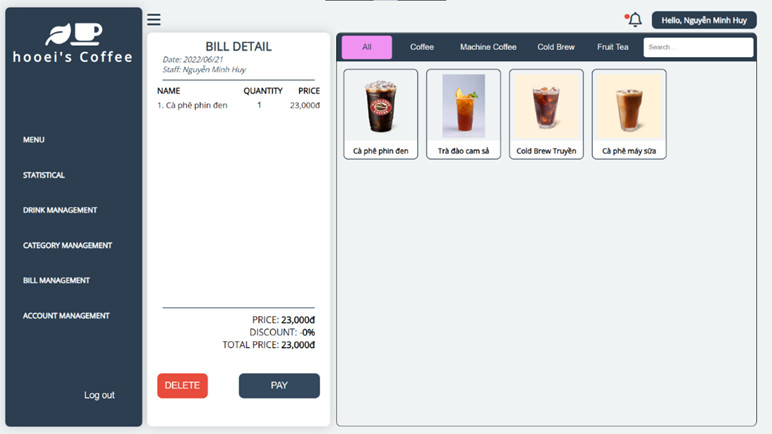 hooei's Coffee
MENU
STATISTICAL
DRINK MANAGEMENT
CATEGORY MANAGEMENT
BILL MANAGEMENT
ACCOUNT MANAGEMENT
Log out
BILL DETAIL
Date: 2022/06/21
Staff: Nguyễn Minh Huy
NAME QUANTITY PRICE
1. Cà phê phin đen 1 23,000đ
PRICE: 23,000đ
DISCOUNT: -0%
TOTAL PRICE: 23,000đ
DELETE PAY
Hello, Nguyễn Minh Huy
All Coffee Machine Coffee Cold Brew Fruit Tea Search...
Cà phê phin đen Trà đào cam sả Cold Brew Truyền Cà phê máy sữa